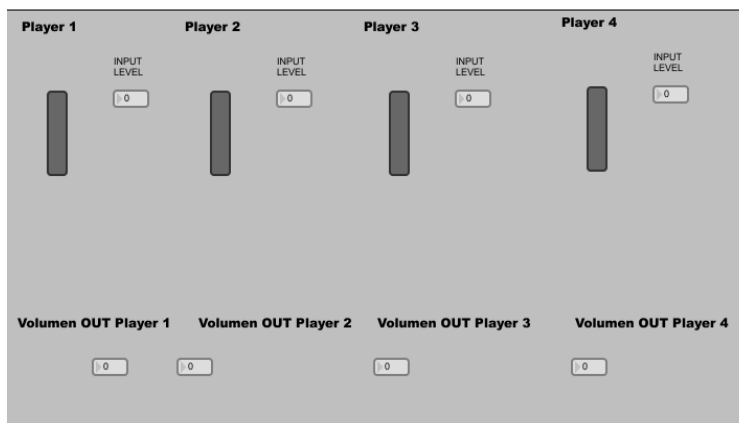 Player 1
Player 2
Player 3
Player 4
INPUT
LEVEL
0
INPUT
LEVEL
0
INPUT
LEVEL
0
INPUT
LEVEL
0
Volumen OUT Player 1
Volumen OUT Player 2
Volumen OUT Player 3
Volumen OUT Player 4
0
0
0
0